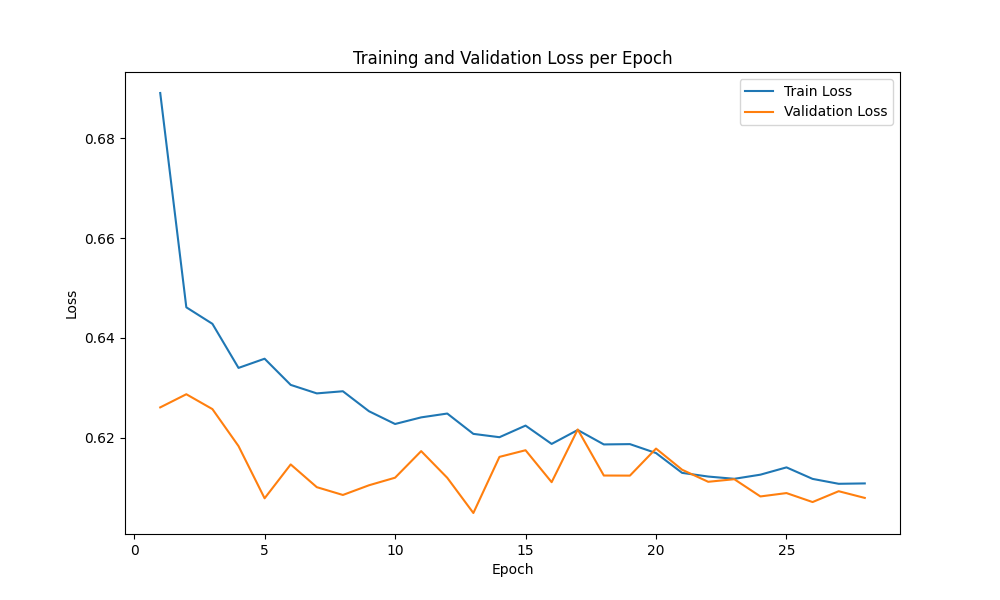 Training and Validation Loss per Epoch
Train Loss
Validation Loss
0.68
0.66
0.64
0.62
Loss
0 5 10 15 20 25
Epoch